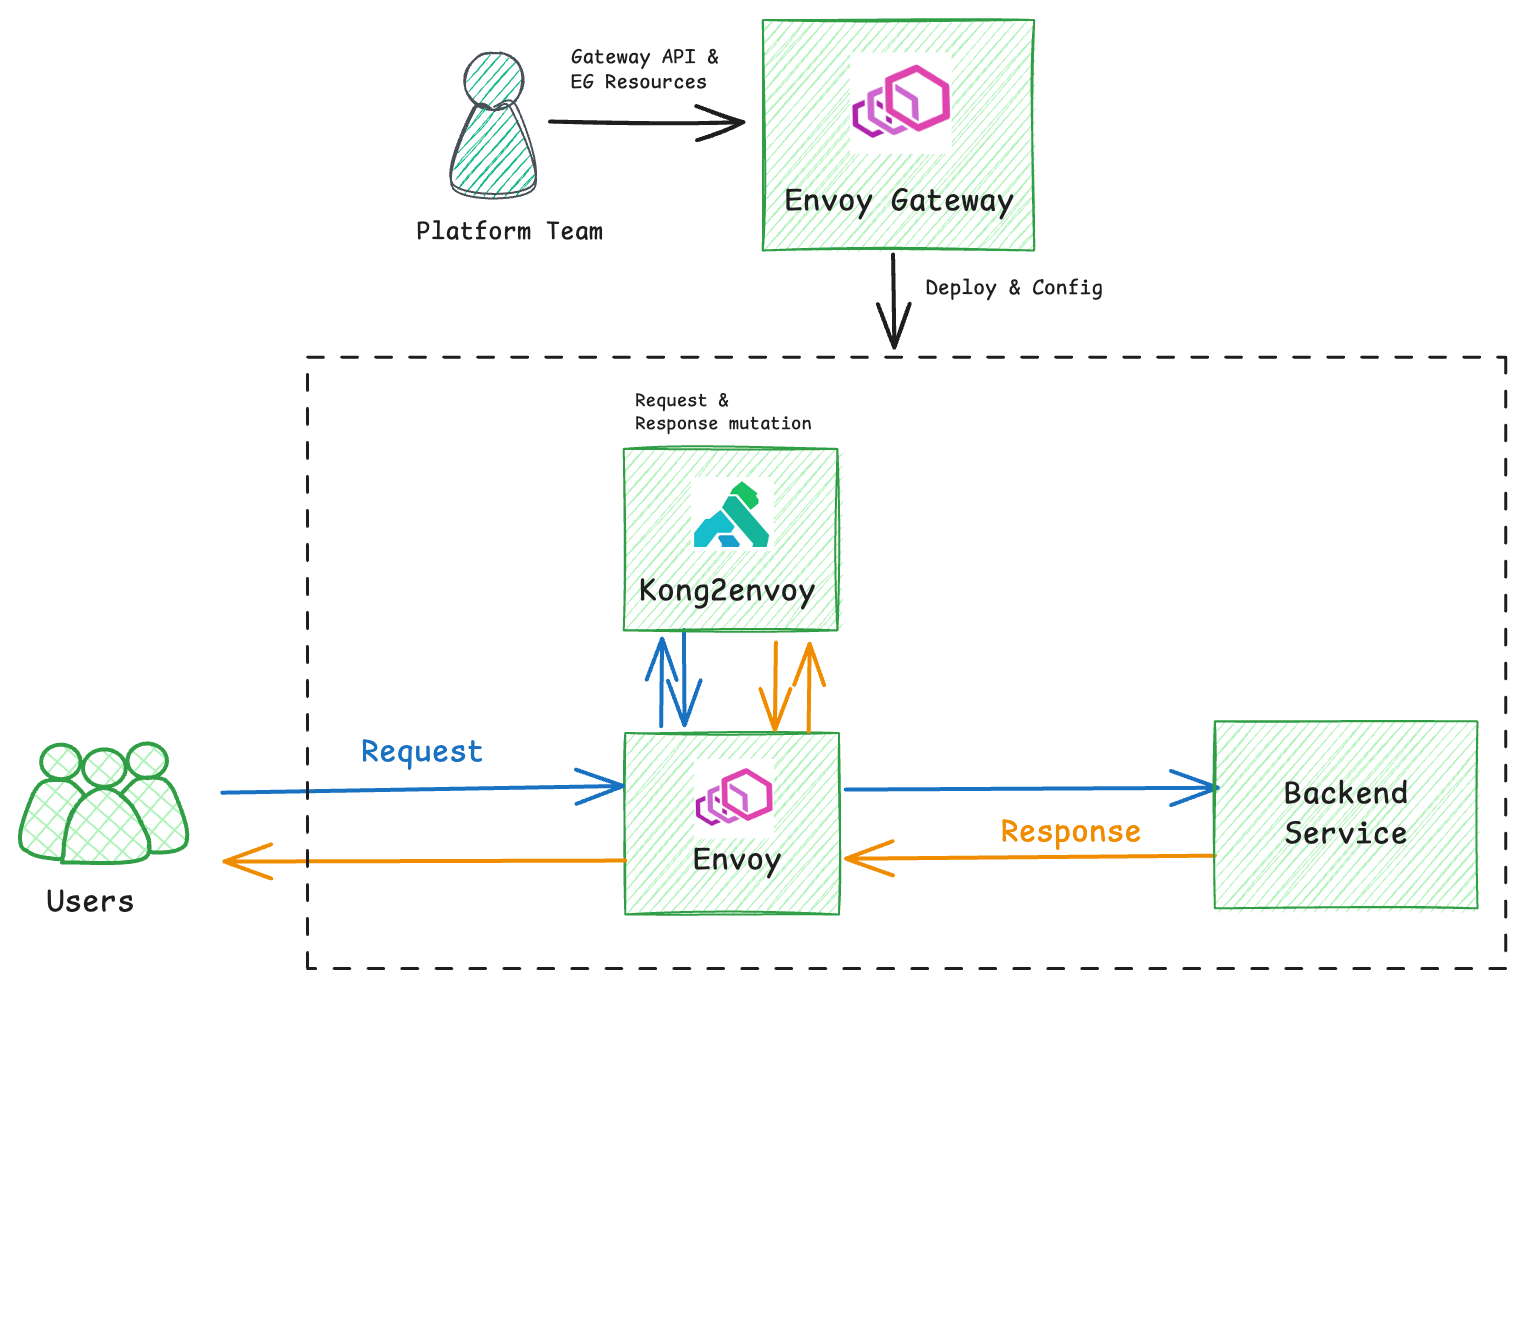 Gateway API &
EG Resources
Envoy Gateway
Platform Team
Deploy & Config
Request &
Response mutation
Kong2envoy
Request
Envoy
Response
Backend
Service
Users